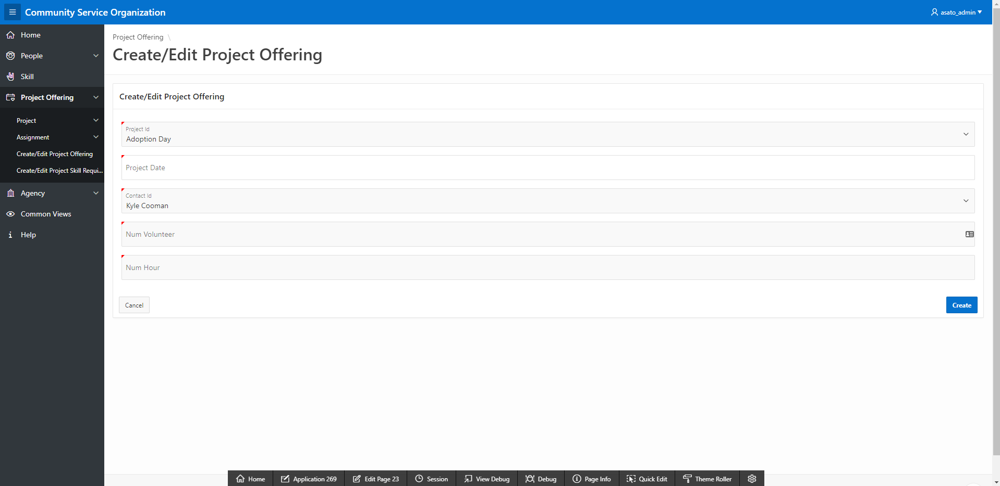 Community Service Organization
asato_admin
Home
People
Skill
Project Offering
Project
Assignment
Create/Edit Project Offering
Create/Edit Project Skill Requi...
Agency
Common Views
Help
Project Offering \
Create/Edit Project Offering
Create/Edit Project Offering
Project Id
Adoption Day
Project Date
Contact Id
Kyle Cooman
Num Volunteer
Num Hour
Cancel
Create
Home
Application 269
Edit Page 23
Session
View Debug
Debug
Page Info
Quick Edit
Theme Roller